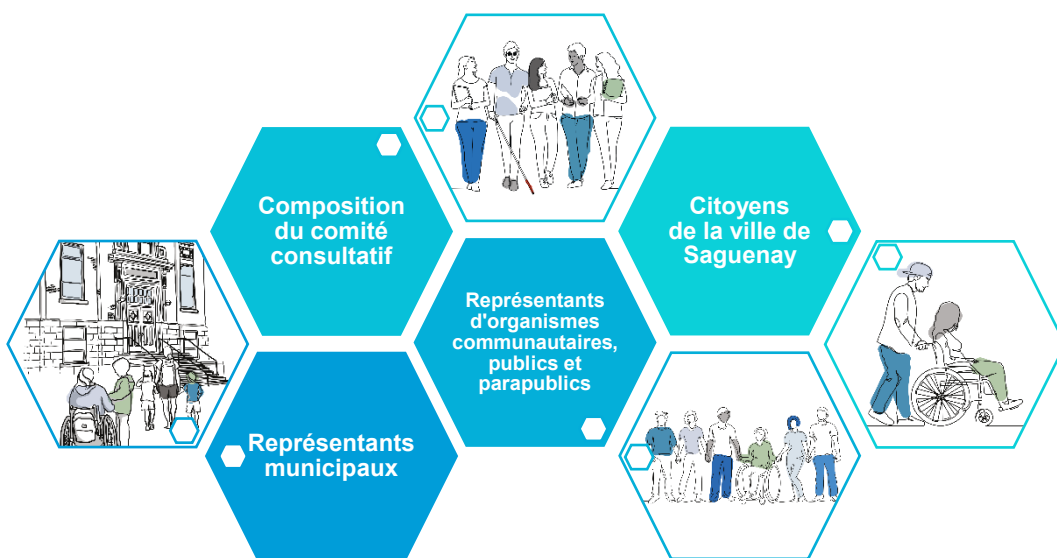 Composition
du comité
consultatif
Citoyens
de la ville de
Saguenay
Représentants
d'organismes
communautaires,
publics et
parapublics
Représentants
municipaux